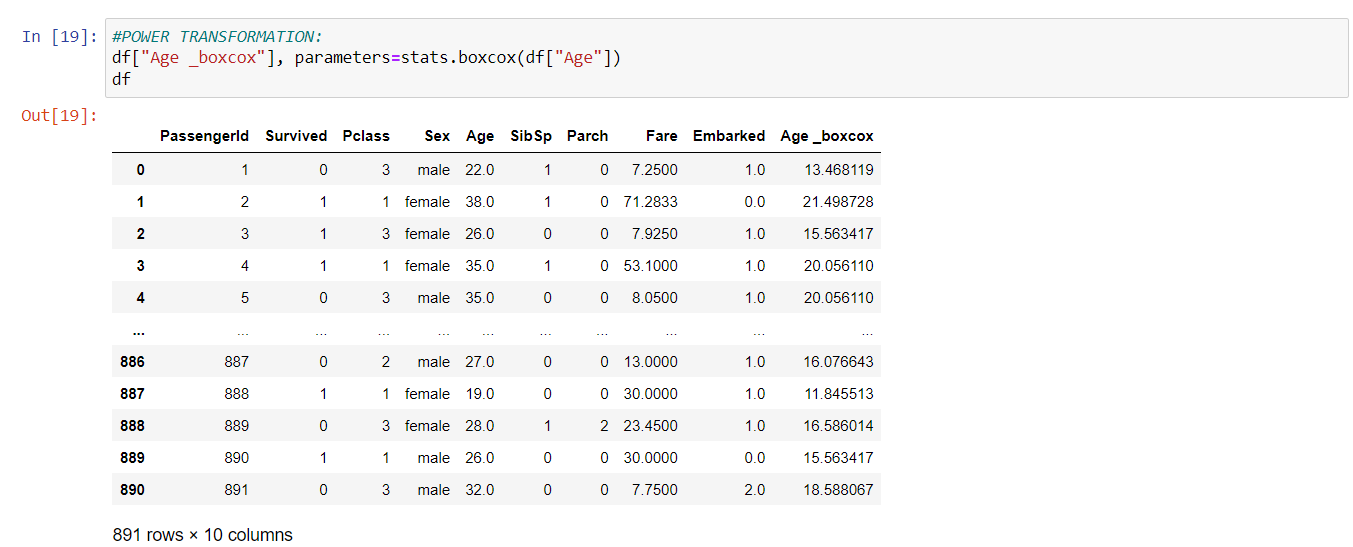 In [19]: #POWER TRANSFORMATION:
df["Age _boxcox"], parameters=stats.boxcox(df["Age"])
df
Out[19]:
PassengerId Survived Pclass Sex Age SibSp Parch Fare Embarked Age _boxcox
0 1 0 3 male 22.0 1 0 7.2500 1.0 13.468119
1 2 1 1 female 38.0 1 0 71.2833 0.0 21.498728
2 3 1 3 female 26.0 0 0 7.9250 1.0 15.563417
3 4 1 1 female 35.0 1 0 53.1000 1.0 20.056110
4 5 0 3 male 35.0 0 0 8.0500 1.0 20.056110
... ... ... ... ... ... ... ... ... ... ...
886 887 0 2 male 27.0 0 0 13.0000 1.0 16.076643
887 888 1 1 female 19.0 0 0 30.0000 1.0 11.845513
888 889 0 3 female 28.0 1 2 23.4500 1.0 16.586014
889 890 1 1 male 26.0 0 0 30.0000 0.0 15.563417
890 891 0 3 male 32.0 0 0 7.7500 2.0 18.588067
891 rows × 10 columns